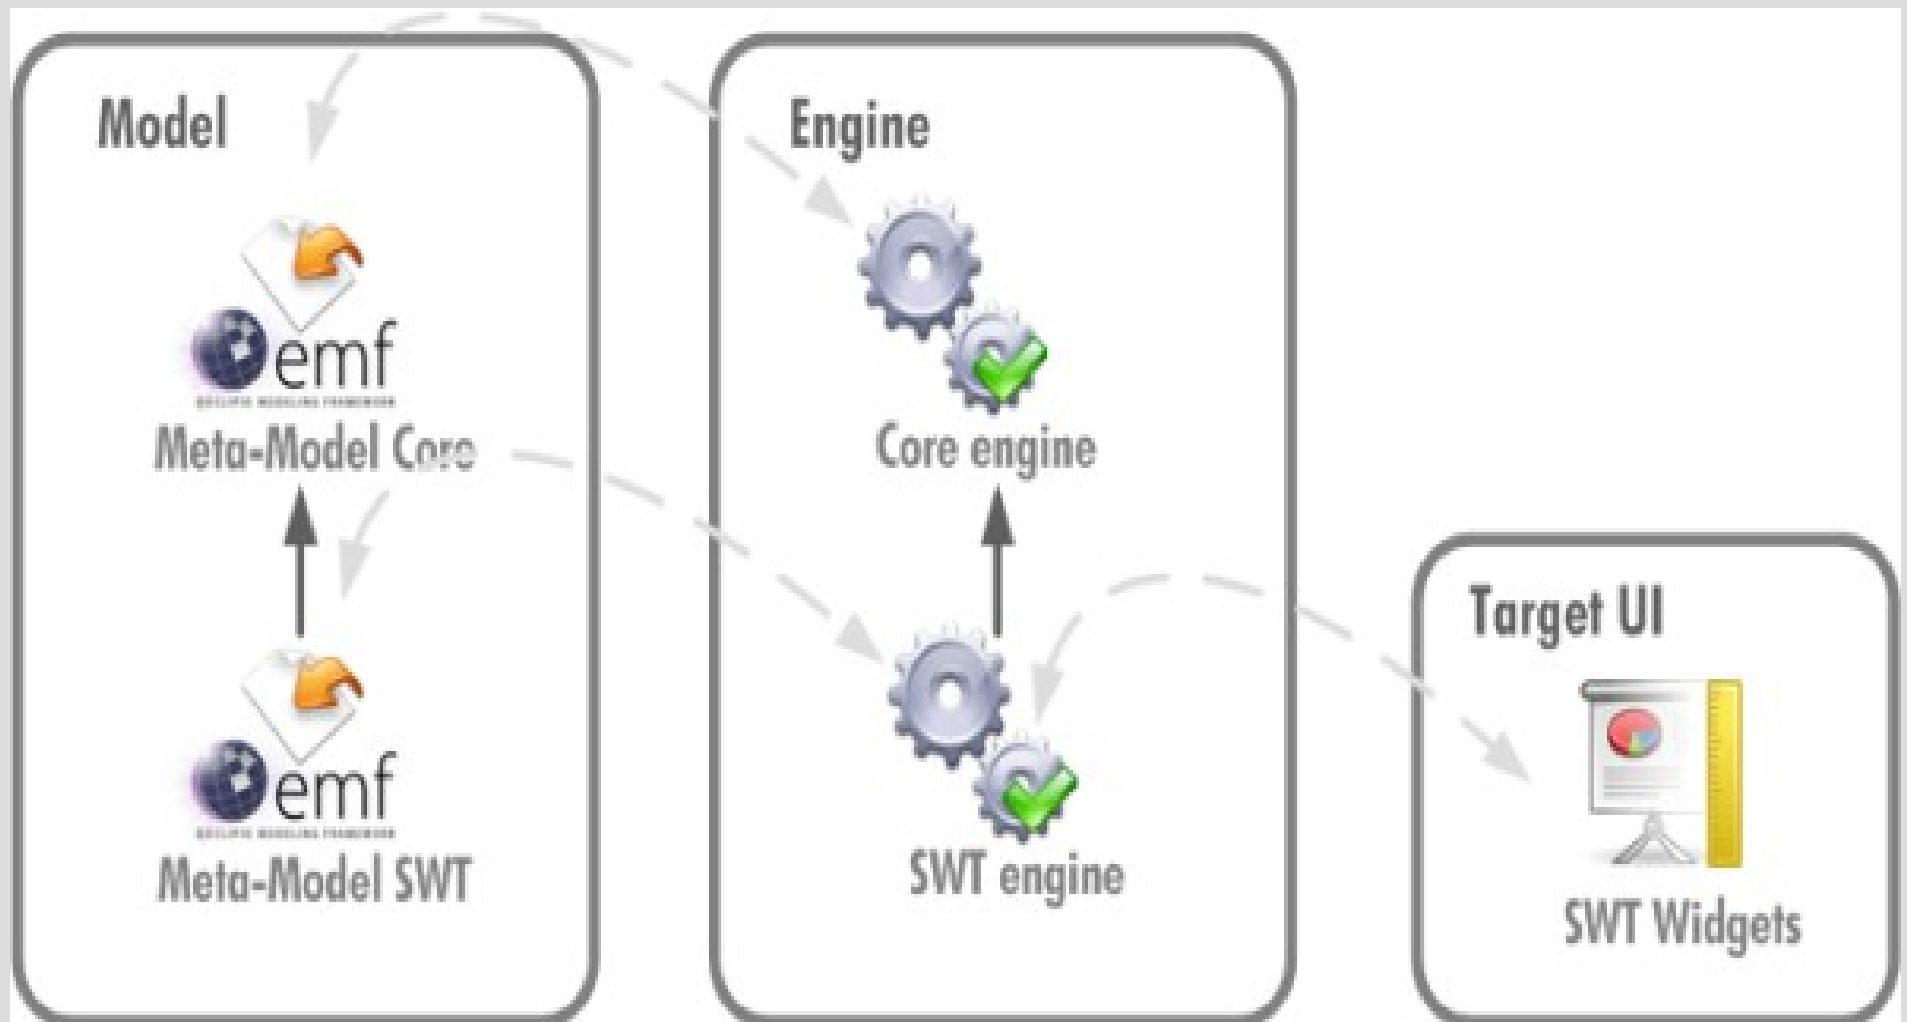 Model
emf
Meta-Model Core
emf
Meta-Model SWT
Engine
Core engine
SWT engine
Target UI
SWT Widgets